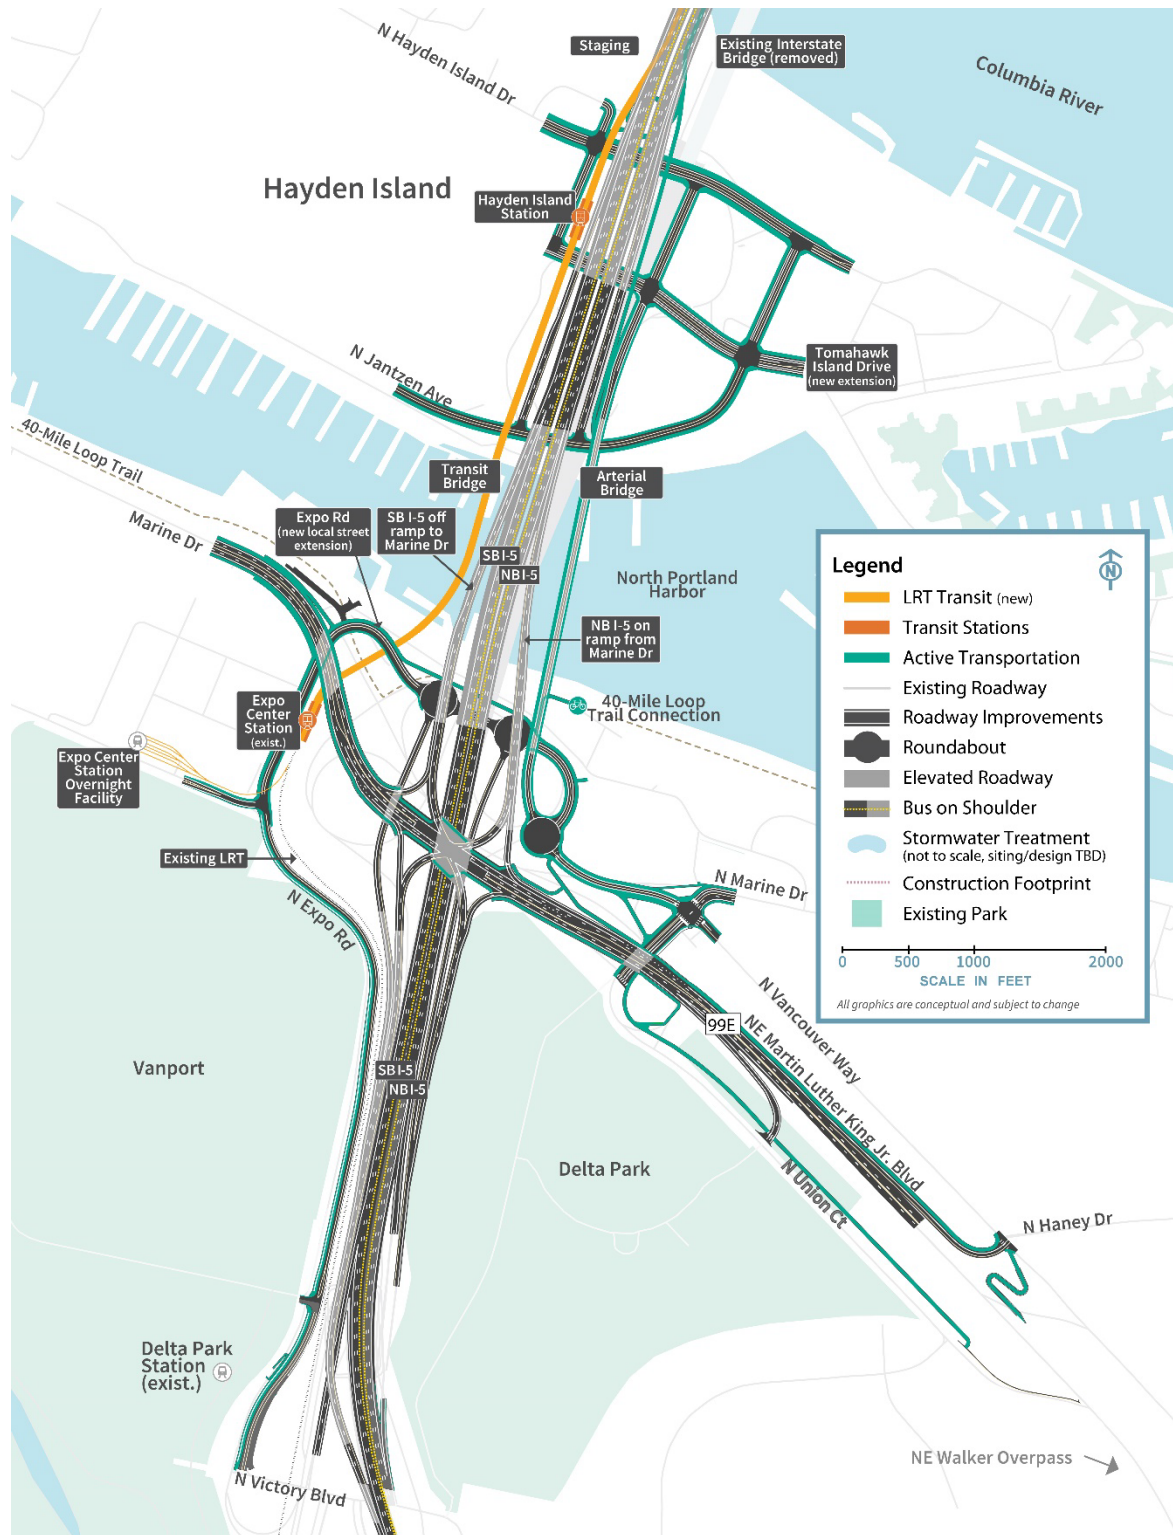 Staging
Existing Interstate
Bridge (removed)
N Hayden Island Dr
Columbia River
Hayden Island
Hayden Island
Station
N Jantzen Ave
Tomahawk
Island Drive
(new extension)
40-Mile Loop Trail
Marine Dr
Transit
Bridge
Arterial
Bridge
Expo Rd
(new local street
extension)
SB I-5 off
ramp to
Marine Dr
SB I-5
NB I-5
North Portland
Harbor
NB I-5 on
ramp from
Marine Dr
40-Mile Loop
Trail Connection
Expo
Center
Station
(exist.)
Expo Center
Station
Overnight
Facility
Existing LRT
N Expo Rd
N Marine Dr
N Vancouver Way
99E
NE Martin Luther King Jr. Blvd
Vanport
SB I-5
NB I-5
Delta Park
N Union Ct
N Haney Dr
Delta Park
Station
(exist.)
N Victory Blvd
NE Walker Overpass
Legend
N
LRT Transit (new)
Transit Stations
Active Transportation
Existing Roadway
Roadway Improvements
Roundabout
Elevated Roadway
Bus on Shoulder
Stormwater Treatment
(not to scale, siting/design TBD)
Construction Footprint
Existing Park
0 500 1000 2000
SCALE IN FEET
All graphics are conceptual and subject to change